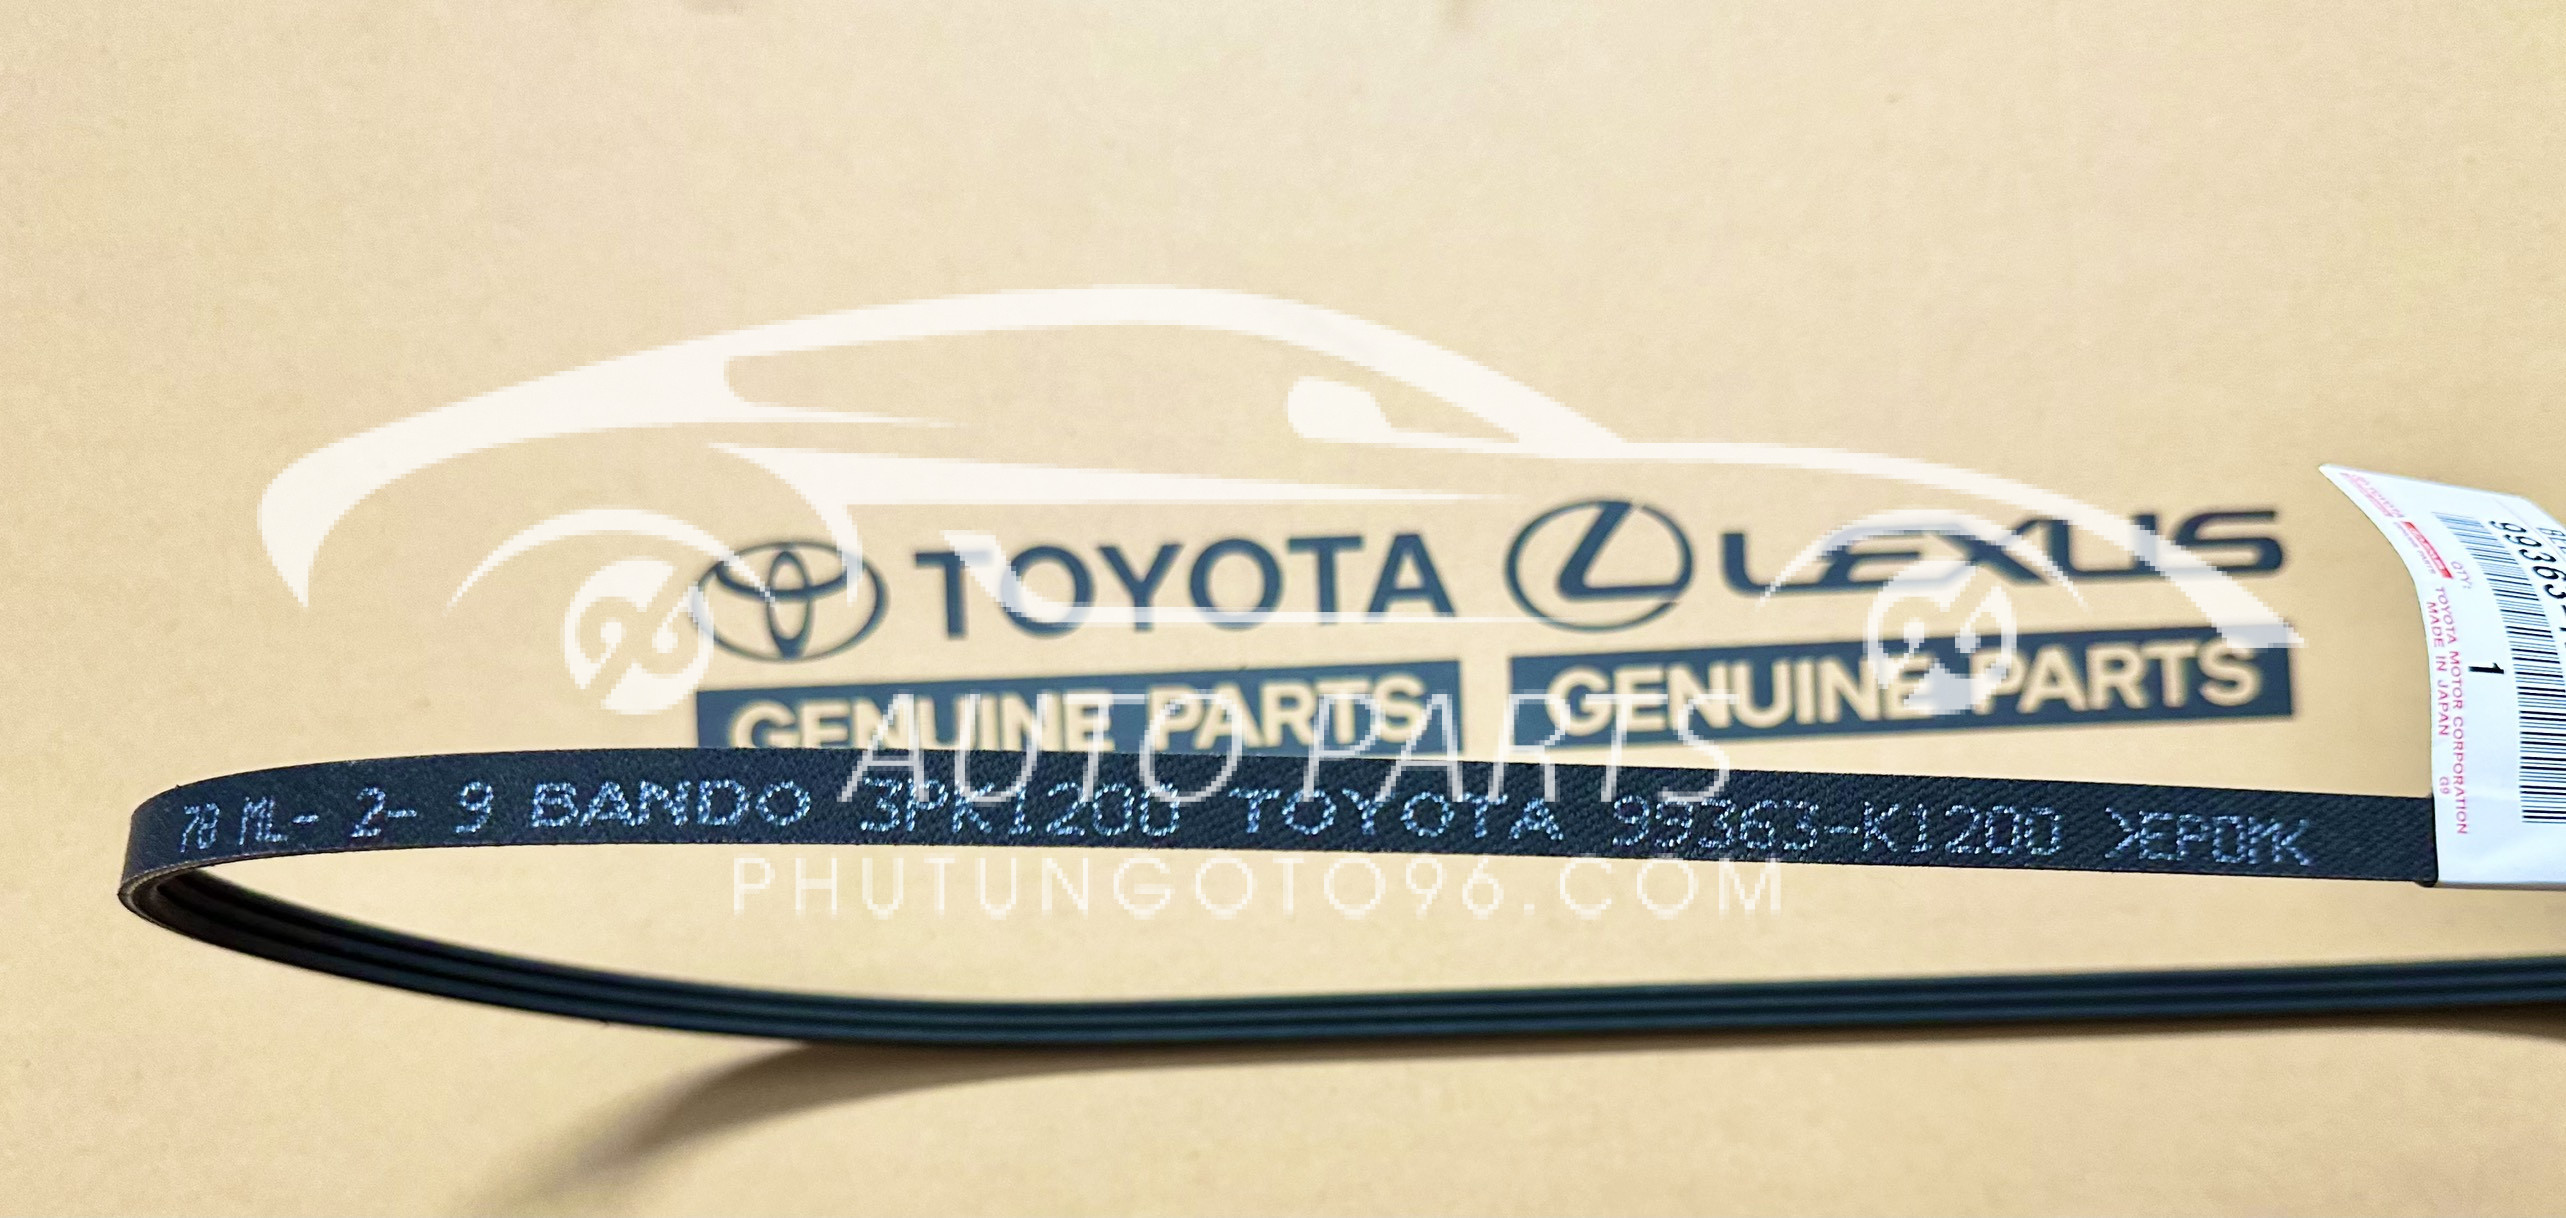 TOYOTA LEXUS
GENUINE PARTS GENUINE PARTS
AUTO PARTS
78 ML- 2- 9 BANDO 3PK1200 TOYOTA 99363-K1200 >EPDM<
PHUTUNGOTO96.COM
QTY:
1
TOYOTA MOTOR CORPORATION
MADE IN JAPAN